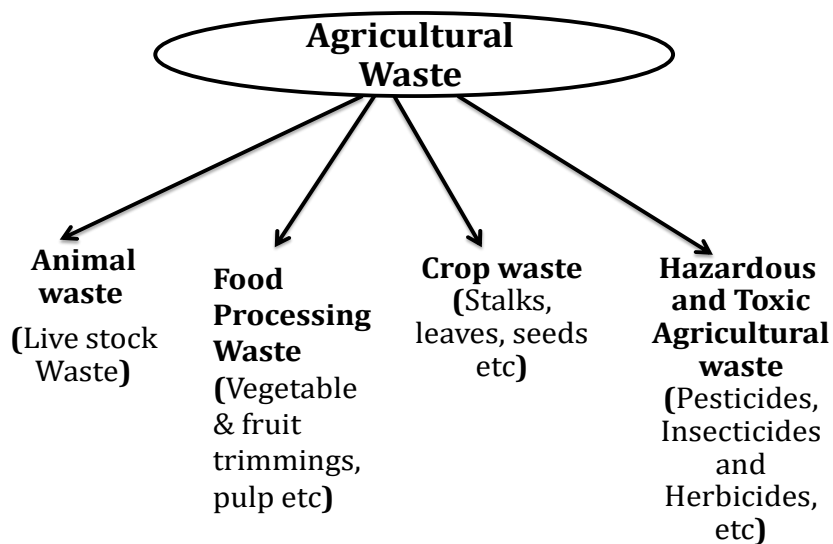 Agricultural
Waste
Animal
waste
(Live stock
Waste)
Food
Processing
Waste
(Vegetable
& fruit
trimmings,
pulp etc)
Crop waste
(Stalks,
leaves, seeds
etc)
Hazardous
and Toxic
Agricultural
waste
(Pesticides,
Insecticides
and
Herbicides,
etc)